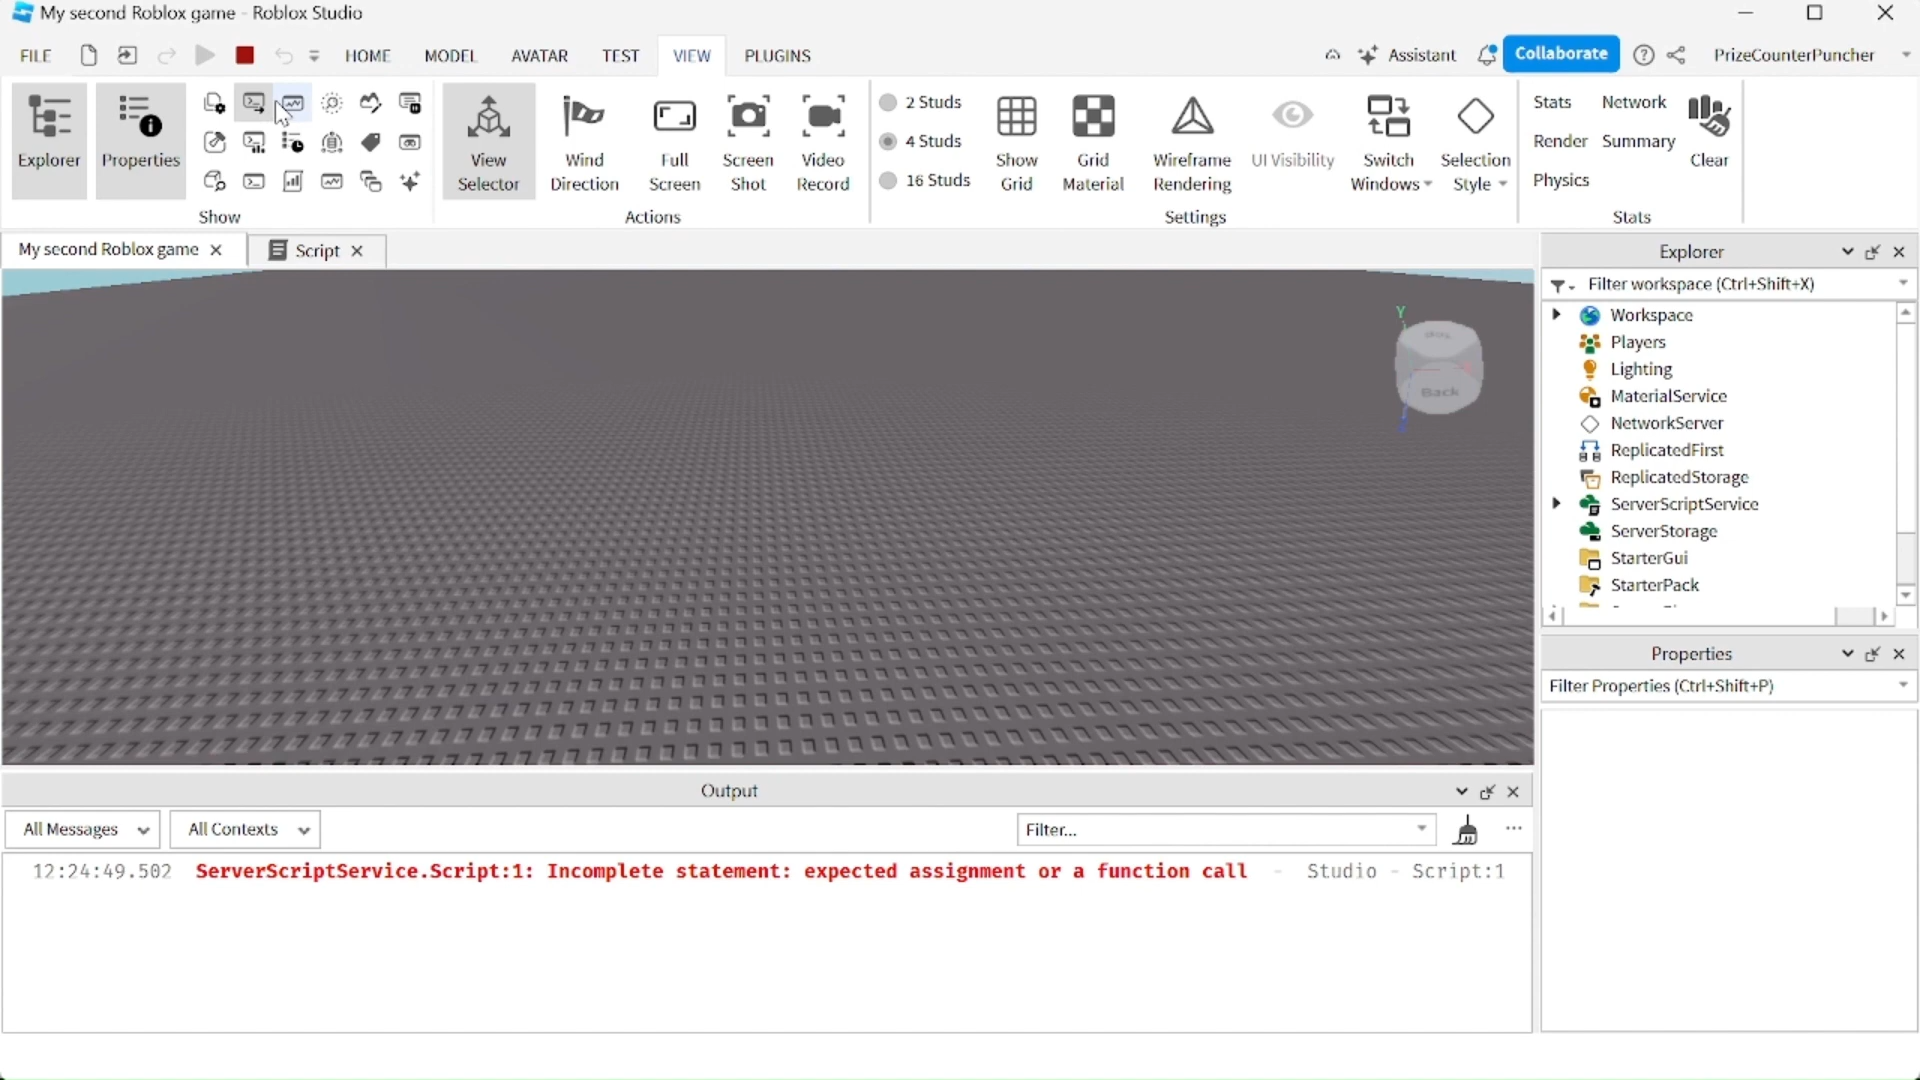 My second Roblox game - Roblox Studio
FILE HOME MODEL AVATAR TEST VIEW PLUGINS Assistant Collaborate PrizeCounterPuncher
Explorer
Properties
Show
View Selector
Wind Direction
Full Screen
Screen Shot
Video Record
Actions
2 Studs
4 Studs
16 Studs
Show Grid
Grid Material
Wireframe Rendering
UI Visibility
Switch Windows
Selection Style
Settings
Stats Network
Render Summary
Physics
Clear
Stats
My second Roblox game
Script
Y
Back
Explorer
Filter workspace (Ctrl+Shift+X)
Workspace
Players
Lighting
MaterialService
NetworkServer
ReplicatedFirst
ReplicatedStorage
ServerScriptService
ServerStorage
StarterGui
StarterPack
Properties
Filter Properties (Ctrl+Shift+P)
Output
All Messages All Contexts Filter...
12:24:49.502 ServerScriptService.Script:1: Incomplete statement: expected assignment or a function call - Studio - Script:1